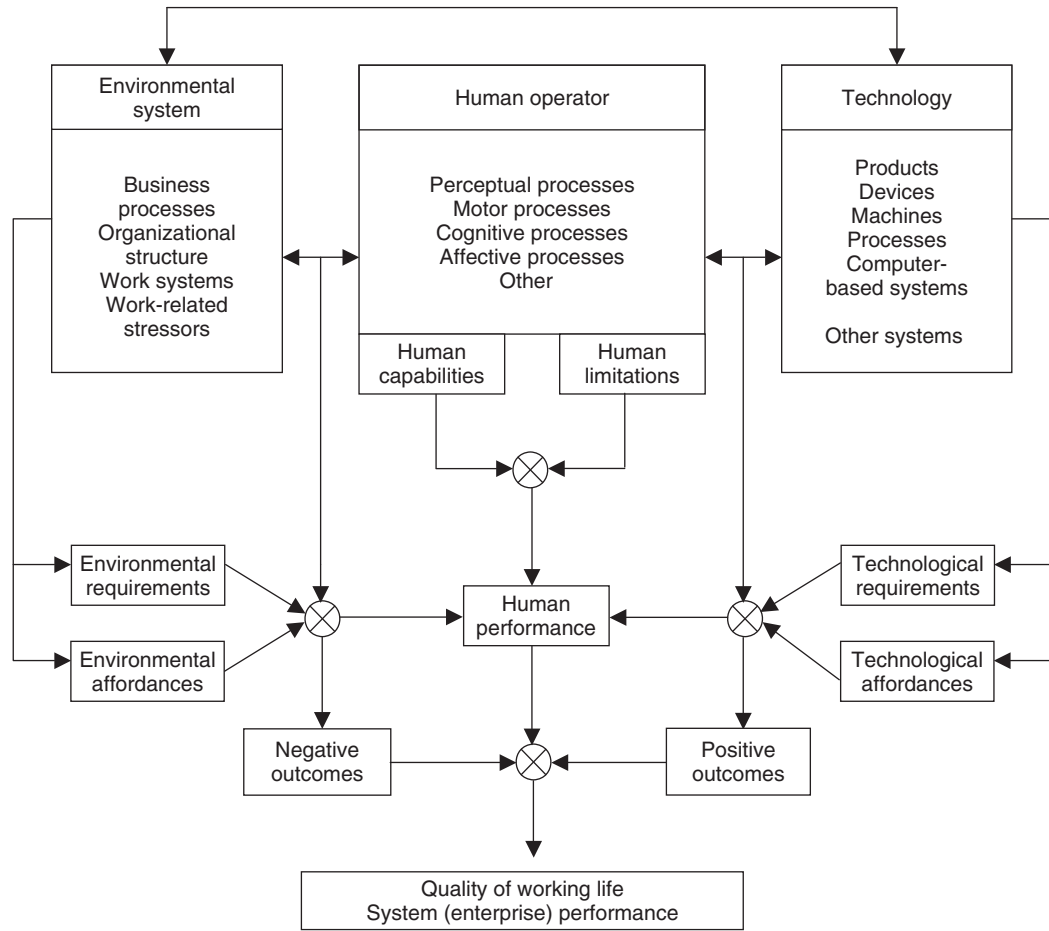 Environmental
system
Business
processes
Organizational
structure
Work systems
Work-related
stressors
Human operator
Perceptual processes
Motor processes
Cognitive processes
Affective processes
Other
Human
capabilities
Human
limitations
Technology
Products
Devices
Machines
Processes
Computer-
based systems
Other systems
Environmental
requirements
Environmental
affordances
Human
performance
Technological
requirements
Technological
affordances
Negative
outcomes
Positive
outcomes
Quality of working life
System (enterprise) performance